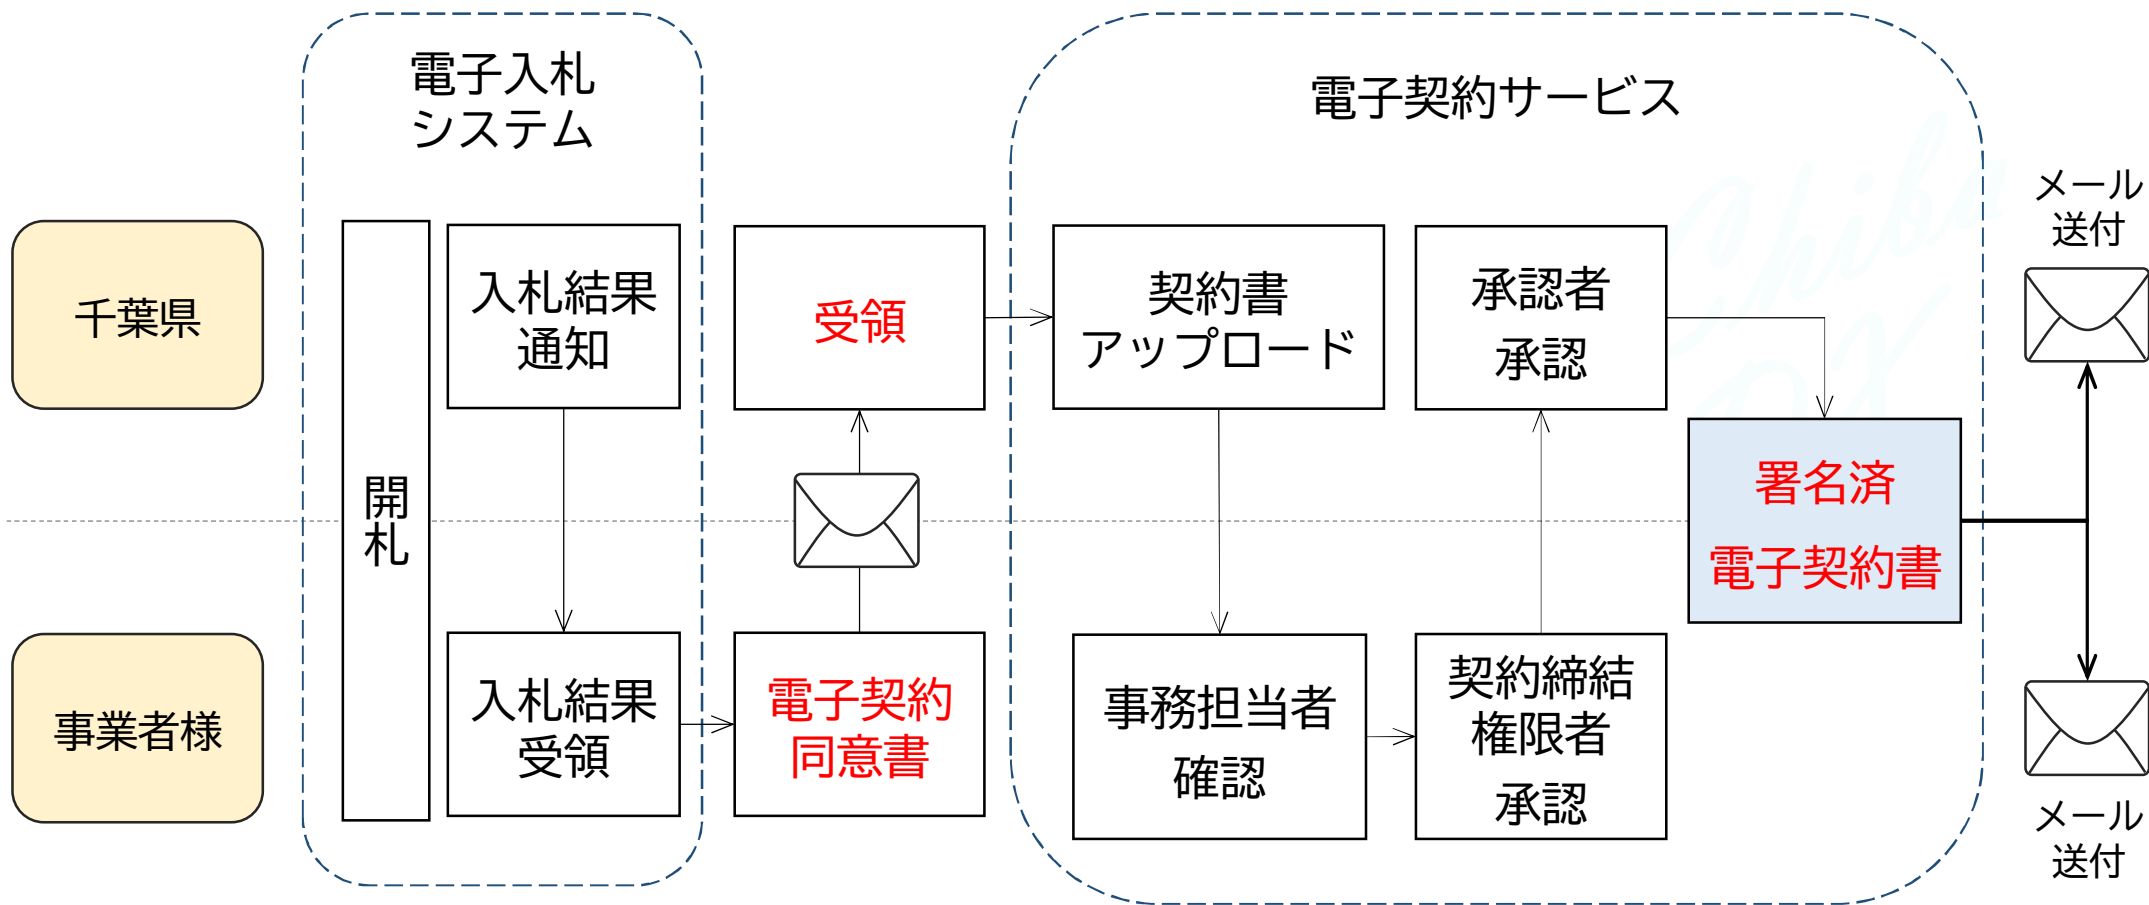 電子入札
システム
電子契約サービス
千葉県
開札
入札結果
通知
受領
契約書
アップロード
承認者
承認
メール
送付
署名済
電子契約書
事業者様
入札結果
受領
電子契約
同意書
事務担当者
確認
契約締結
権限者
承認
メール
送付
Chiba
DX